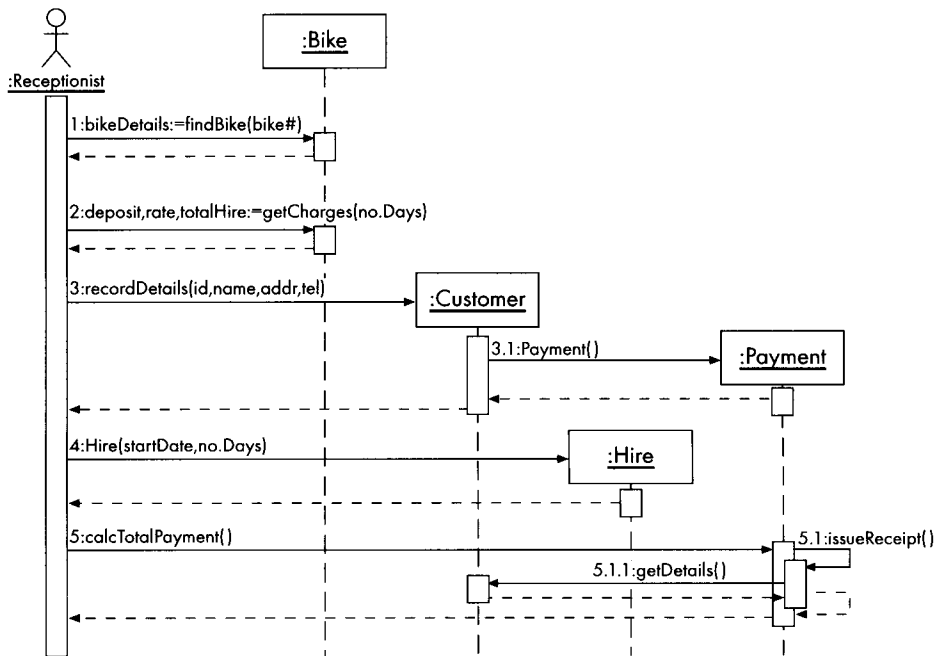 :Bike
:Receptionist
1:bikeDetails:=findBike(bike#)
2:deposit,rate,totalHire:=getCharges(no.Days)
3:recordDetails(id,name,addr,tel)
:Customer
3.1:Payment()
:Payment
4:Hire(startDate,no.Days)
:Hire
5:calcTotalPayment()
5.1:issueReceipt()
5.1.1:getDetails()